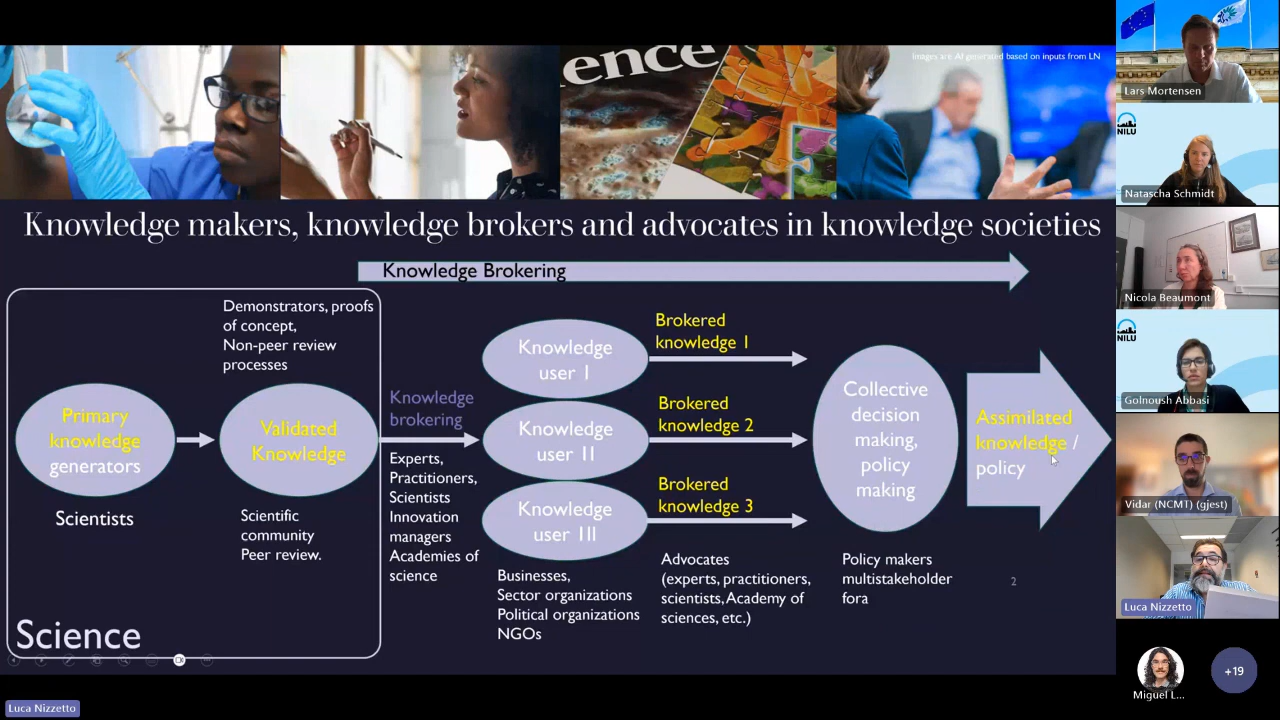 ence
images are AI generated based on inputs from LN
Knowledge makers, knowledge brokers and advocates in knowledge societies
Knowledge Brokering
Demonstrators, proofs
of concept,
Non-peer review
processes
Primary
knowledge
generators
Scientists
Validated
Knowledge
Scientific
community
Peer review.
Science
Knowledge
brokering
Experts,
Practitioners,
Scientists
Innovation
managers
Academies of
science
Knowledge
user I
Knowledge
user II
Knowledge
user III
Businesses,
Sector organizations
Political organizations
NGOs
Brokered
knowledge 1
Brokered
knowledge 2
Brokered
knowledge 3
Advocates
(experts, practitioners,
scientists, Academy of
sciences, etc.)
Collective
decision
making,
policy
making
Policy makers
multistakeholder
fora
Assimilated
knowledge /
policy
2
Luca Nizzetto
Lars Mortensen
NILU
Natascha Schmidt
Nicola Beaumont
NILU
Golnoush Abbasi
Vidar (NCMT) (gjest)
Luca Nizzetto
Miguel L...
+19